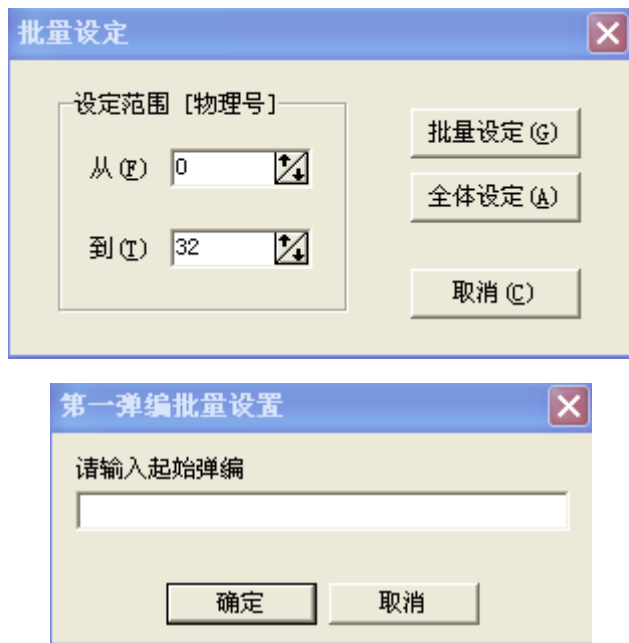 批量设定
设定范围 [物理号]
从(F) 0
到(T) 32
批量设定(G)
全体设定(A)
取消(C)
第一弹编批量设置
请输入起始弹编
确定 取消